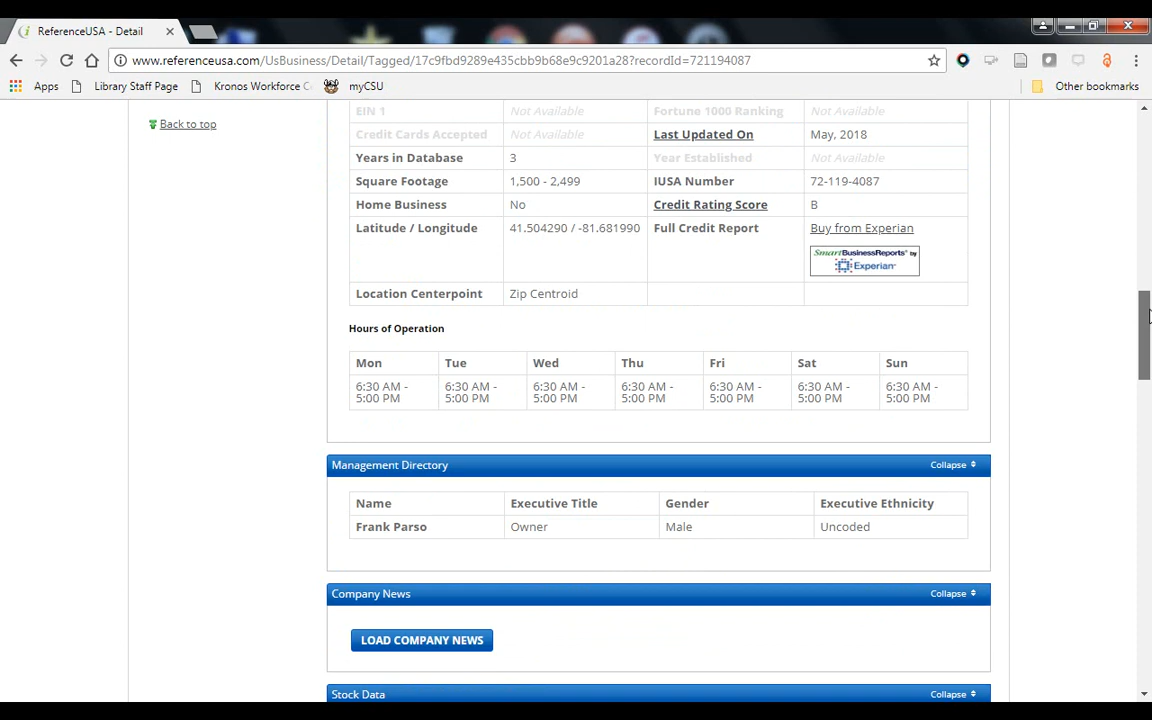 ReferenceUSA - Detail
www.referenceusa.com/UsBusiness/Detail/Tagged/17c9fbd9289e435cbb9b68e9c9201a28?recordId=721194087
Apps Library Staff Page Kronos Workforce C myCSU Other bookmarks
Back to top
EIN 1 Not Available Fortune 1000 Ranking Not Available
Credit Cards Accepted Not Available Last Updated On May, 2018
Years in Database 3 Year Established Not Available
Square Footage 1,500 - 2,499 IUSA Number 72-119-4087
Home Business No Credit Rating Score B
Latitude / Longitude 41.504290 / -81.681990 Full Credit Report Buy from Experian
SmartBusinessReports® by
Experian
Location Centerpoint Zip Centroid
Hours of Operation
Mon Tue Wed Thu Fri Sat Sun
6:30 AM - 6:30 AM - 6:30 AM - 6:30 AM - 6:30 AM - 6:30 AM - 6:30 AM -
5:00 PM 5:00 PM 5:00 PM 5:00 PM 5:00 PM 5:00 PM 5:00 PM
Management Directory Collapse
Name Executive Title Gender Executive Ethnicity
Frank Parso Owner Male Uncoded
Company News Collapse
LOAD COMPANY NEWS
Stock Data Collapse